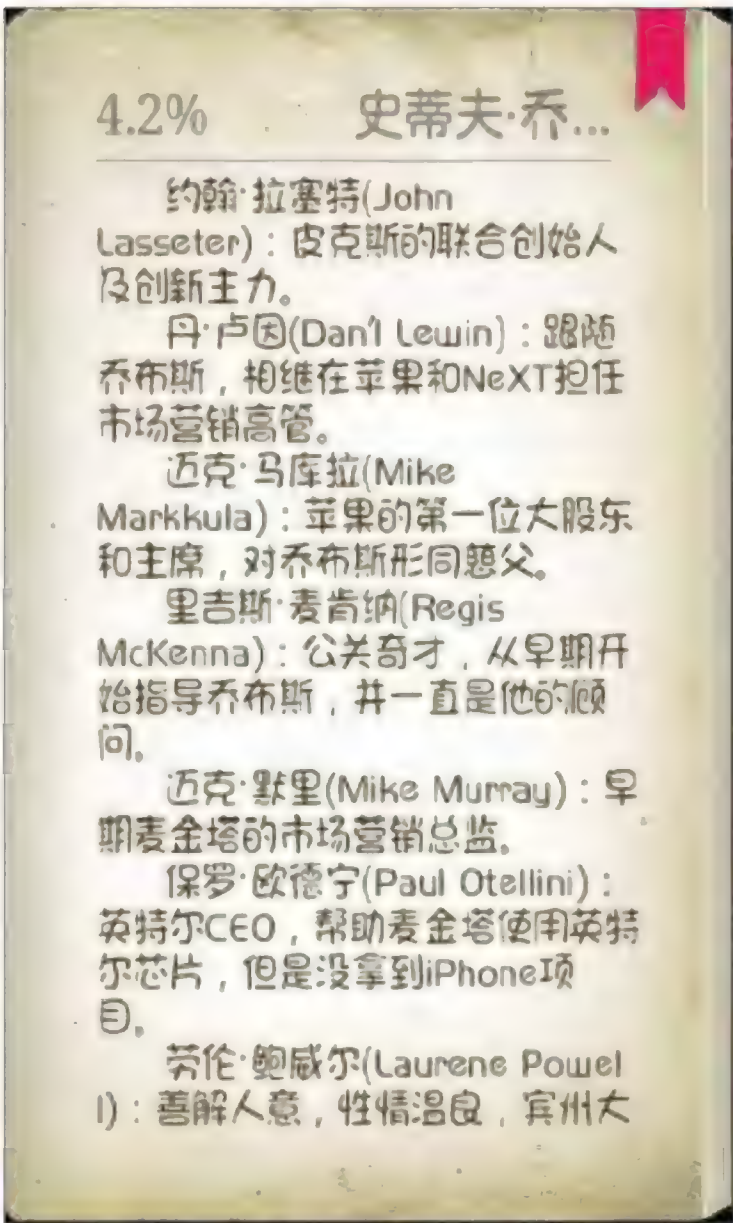 4.2% 史蒂夫·乔...
约翰·拉塞特(John
Lasseter)：皮克斯的联合创始人
及创新主力。
丹·卢因(Dan'l Lewin)：跟随
乔布斯，相继在苹果和NeXT担任
市场营销高管。
迈克·马库拉(Mike
Markkula)：苹果的第一位大股东
和主席，对乔布斯形同慈父。
里吉斯·麦肯纳(Regis
McKenna)：公关奇才，从早期开
始指导乔布斯，并一直是他的顾
问。
迈克·默里(Mike Murray)：早
期麦金塔的市场营销总监。
保罗·欧德宁(Paul Otellini)：
英特尔CEO，帮助麦金塔使用英特
尔芯片，但是没拿到iPhone项
目。
劳伦·鲍威尔(Laurene Powel
l)：善解人意，性情温良，宾州大